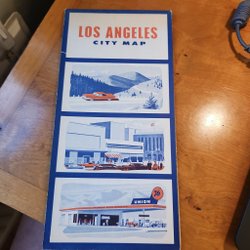 LOS ANGELES
CITY MAP
UNION
76